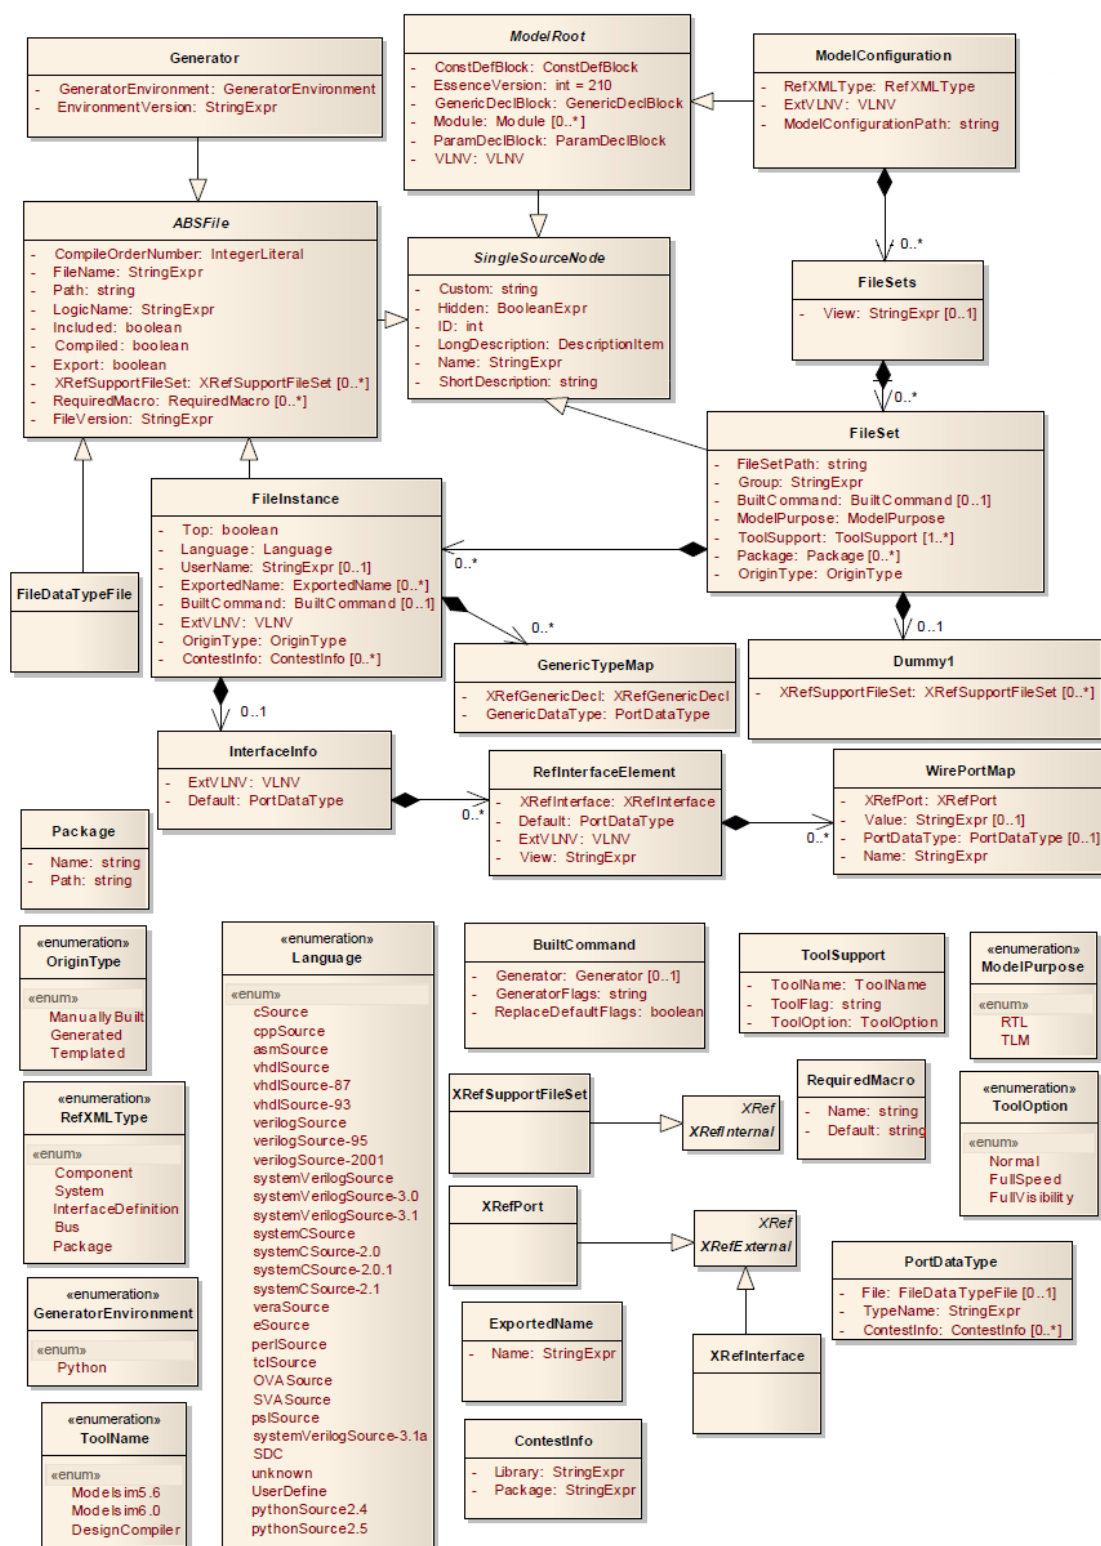 Generator
- GeneratorEnvironment: GeneratorEnvironment
- EnvironmentVersion: StringExpr
ModelRoot
- ConstDefBlock: ConstDefBlock
- EssenceVersion: int = 210
- GenericDeclBlock: GenericDeclBlock
- Module: Module [0..*]
- ParamDeclBlock: ParamDeclBlock
- VLNV: VLNV
ModelConfiguration
- RefXMLType: RefXMLType
- ExtVLNV: VLNV
- ModelConfigurationPath: string
ABSFile
- CompileOrderNumber: IntegerLiteral
- FileName: StringExpr
- Path: string
- LogicName: StringExpr
- Included: boolean
- Compiled: boolean
- Export: boolean
- XRefSupportFileSet: XRefSupportFileSet [0..*]
- RequiredMacro: RequiredMacro [0..*]
- FileVersion: StringExpr
SingleSourceNode
- Custom: string
- Hidden: BooleanExpr
- ID: int
- LongDescription: DescriptionItem
- Name: StringExpr
- ShortDescription: string
0..*
FileSets
- View: StringExpr [0..1]
0..*
FileSet
- FileSetPath: string
- Group: StringExpr
- BuiltCommand: BuiltCommand [0..1]
- ModelPurpose: ModelPurpose
- ToolSupport: ToolSupport [1..*]
- Package: Package [0..*]
- OriginType: OriginType
FileInstance
- Top: boolean
- Language: Language
- UserName: StringExpr [0..1]
- ExportedName: ExportedName [0..*]
- BuiltCommand: BuiltCommand [0..1]
- ExtVLNV: VLNV
- OriginType: OriginType
- ContestInfo: ContestInfo [0..*]
0..*
FileDataTypeFile
0..*
0..1
GenericTypeMap
- XRefGenericDecl: XRefGenericDecl
- GenericDataType: PortDataType
Dummy1
- XRefSupportFileSet: XRefSupportFileSet [0..*]
0..1
InterfaceInfo
- ExtVLNV: VLNV
- Default: PortDataType
0..*
RefInterfaceElement
- XRefInterface: XRefInterface
- Default: PortDataType
- ExtVLNV: VLNV
- View: StringExpr
0..*
WirePortMap
- XRefPort: XRefPort
- Value: StringExpr [0..1]
- PortDataType: PortDataType [0..1]
- Name: StringExpr
Package
- Name: string
- Path: string
«enumeration»
OriginType
«enum»
ManuallyBuilt
Generated
Templated
«enumeration»
RefXMLType
«enum»
Component
System
InterfaceDefinition
Bus
Package
«enumeration»
GeneratorEnvironment
«enum»
Python
«enumeration»
ToolName
«enum»
Modelsim5.6
Modelsim6.0
DesignCompiler
«enumeration»
Language
«enum»
cSource
cppSource
asmSource
vhdlSource
vhdlSource-87
vhdlSource-93
verilogSource
verilogSource-95
verilogSource-2001
systemVerilogSource
systemVerilogSource-3.0
systemVerilogSource-3.1
systemCSource
systemCSource-2.0
systemCSource-2.0.1
systemCSource-2.1
veraSource
eSource
perlSource
tclSource
OVASource
SVASource
pslSource
systemVerilogSource-3.1a
SDC
unknown
UserDefine
pythonSource2.4
pythonSource2.5
BuiltCommand
- Generator: Generator [0..1]
- GeneratorFlags: string
- ReplaceDefaultFlags: boolean
ToolSupport
- ToolName: ToolName
- ToolFlag: string
- ToolOption: ToolOption
«enumeration»
ModelPurpose
«enum»
RTL
TLM
XRefSupportFileSet
XRef
XRefInternal
RequiredMacro
- Name: string
- Default: string
«enumeration»
ToolOption
«enum»
Normal
FullSpeed
FullVisibility
XRefPort
XRef
XRefExternal
PortDataType
- File: FileDataTypeFile [0..1]
- TypeName: StringExpr
- ContestInfo: ContestInfo [0..*]
ExportedName
- Name: StringExpr
XRefInterface
ContestInfo
- Library: StringExpr
- Package: StringExpr